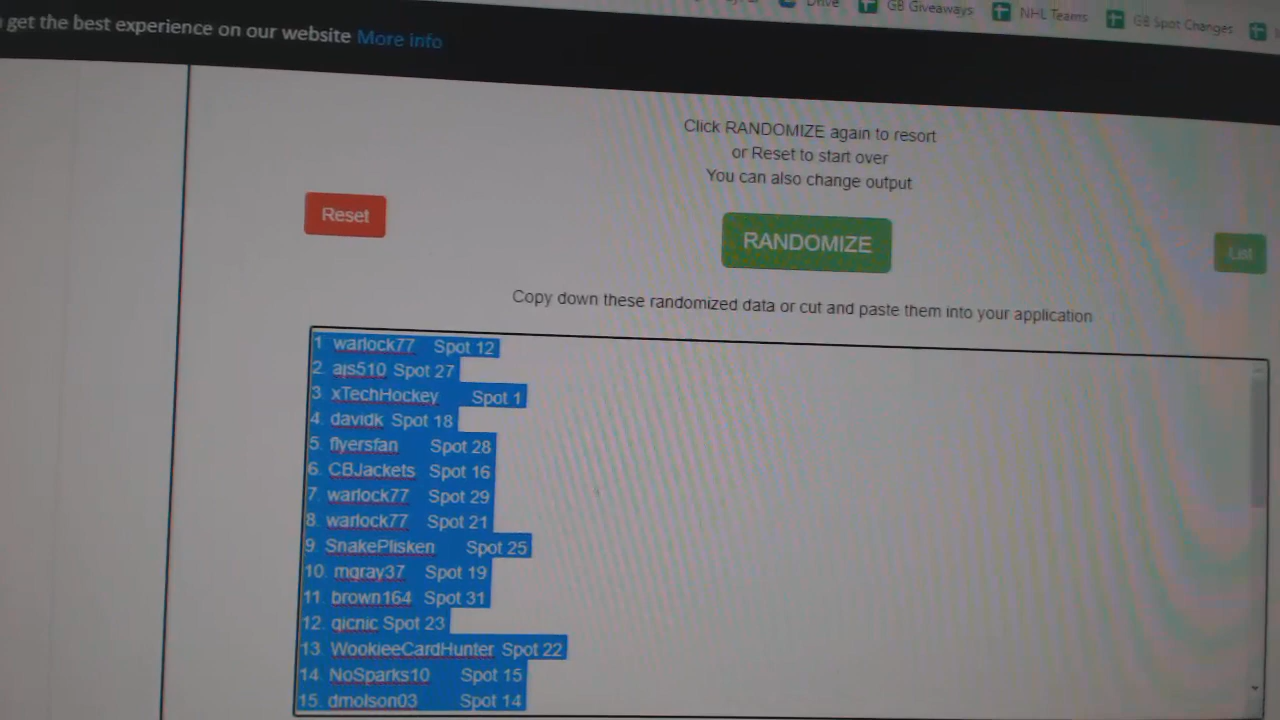 Drive GB Giveaways NHL Teams GB Spot Changes
get the best experience on our website More info
Click RANDOMIZE again to resort
or Reset to start over
You can also change output
Reset
RANDOMIZE
List
Copy down these randomized data or cut and paste them into your application
1. warlock77 Spot 12
2. ajs510 Spot 27
3. xTechHockey Spot 1
4. davidk Spot 18
5. flyersfan Spot 28
6. CBJackets Spot 16
7. warlock77 Spot 29
8. warlock77 Spot 21
9. SnakePlisken Spot 25
10. mgray37 Spot 19
11. brown164 Spot 31
12. qicnic Spot 23
13. WookieeCardHunter Spot 22
14. NoSparks10 Spot 15
15. dmolson03 Spot 14